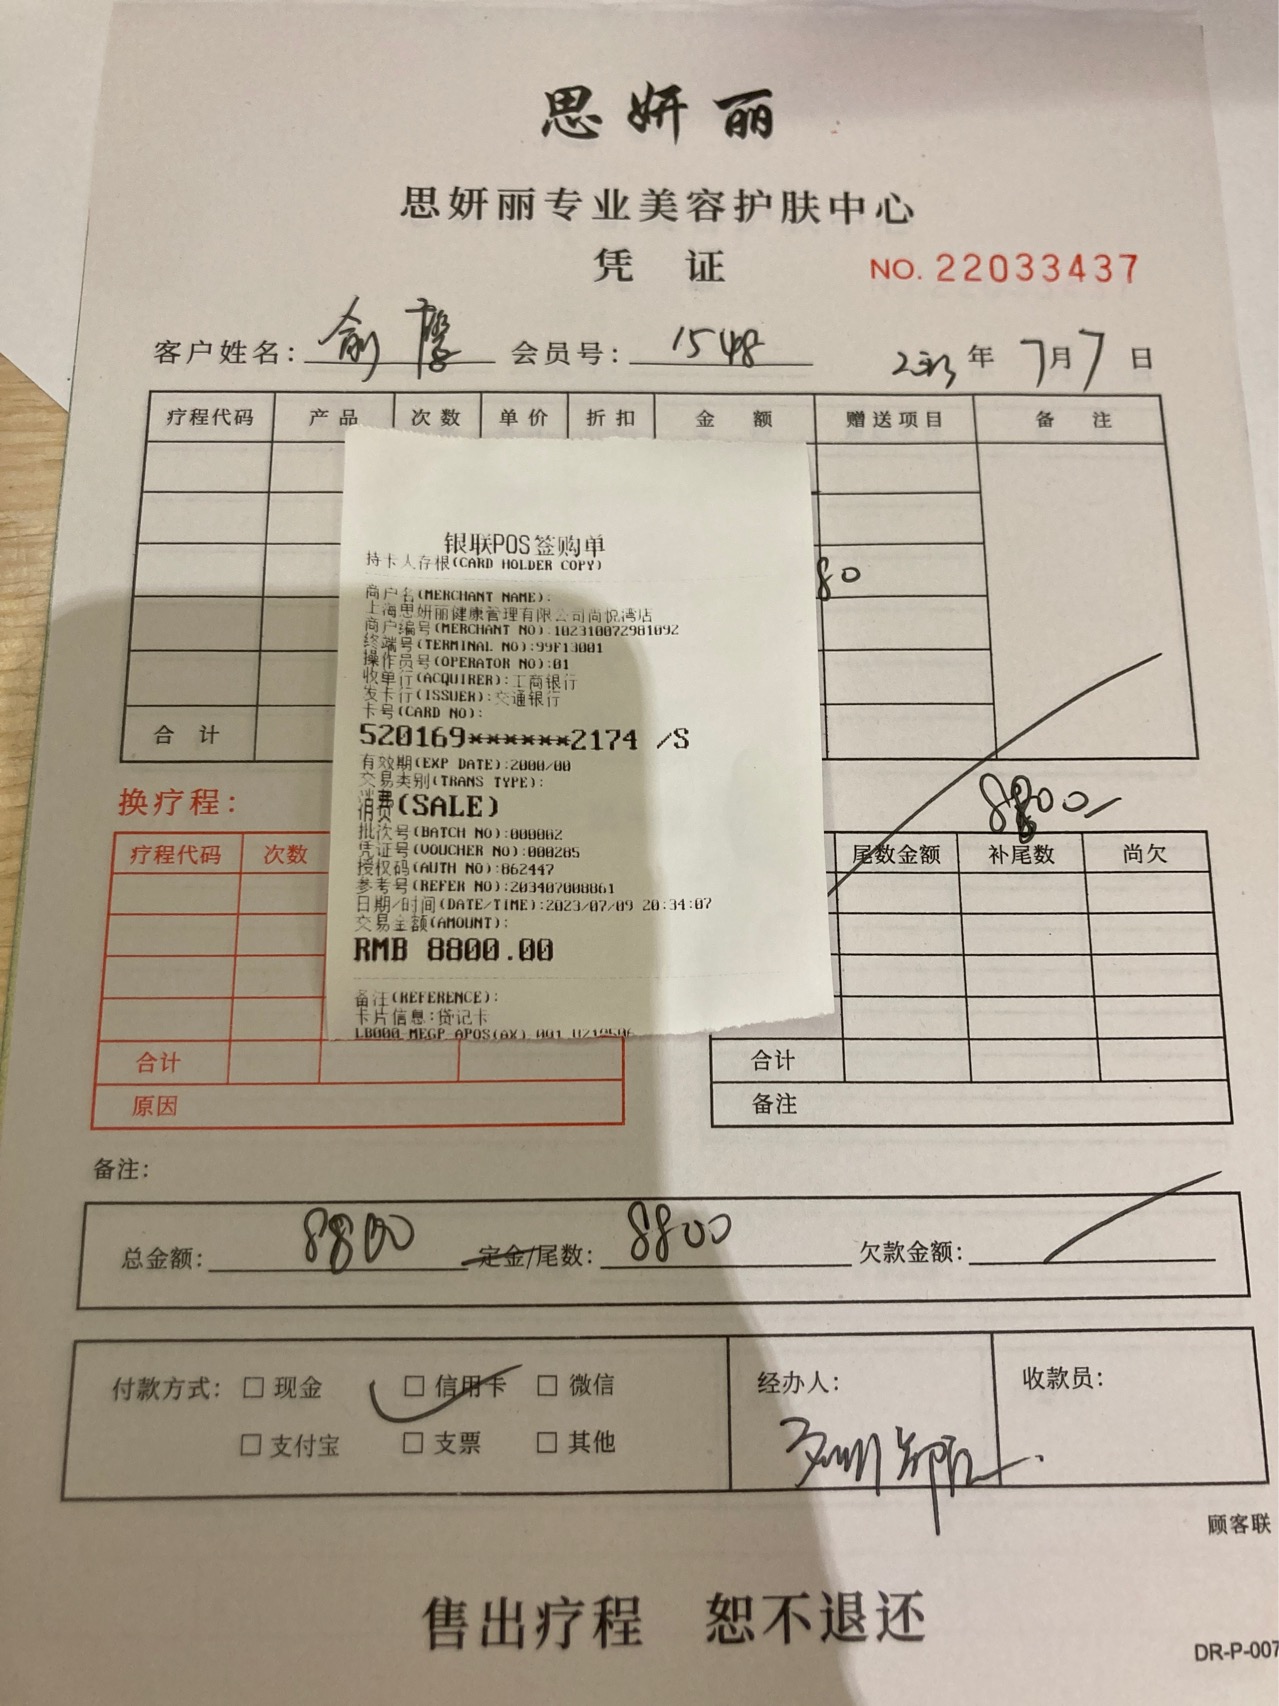 思妍丽
思妍丽专业美容护肤中心
凭 证
NO. 22033437
客户姓名: 俞 会员号: 1548 2023年7月7日
疗程代码 产品 次数 单价 折扣 金 额 赠送项目 备 注
80
合 计
银联POS签购单
持卡人存根(CARD HOLDER COPY)
商户名(MERCHANT NAME):
上海思妍丽健康管理有限公司尚悦湾店
商户编号(MERCHANT NO):102310072981092
终端号(TERMINAL NO):99F13001
操作员号(OPERATOR NO):01
收单行(ACQUIRER):工商银行
发卡行(ISSUER):交通银行
卡号(CARD NO):
520169******2174 /S
有效期(EXP DATE):2000/00
交易类别(TRANS TYPE):
消费(SALE)
批次号(BATCH NO):000062
凭证号(VOUCHER NO):000285
授权码(AUTH NO):862447
参考号(REFER NO):203407008861
日期/时间(DATE/TIME):2023/07/09 20:34:07
交易金额(AMOUNT):
RMB 8800.00
备注(REFERENCE):
卡片信息:贷记卡
换疗程:
8800
疗程代码 次数
尾数金额 补尾数 尚欠
合计
原因
合计
备注
备注:
总金额: 8800 定金/尾数: 8800 欠款金额:
付款方式: □ 现金 □ 信用卡 □ 微信
□ 支付宝 □ 支票 □ 其他
经办人:
收款员:
顾客联
售出疗程 恕不退还
DR-P-007